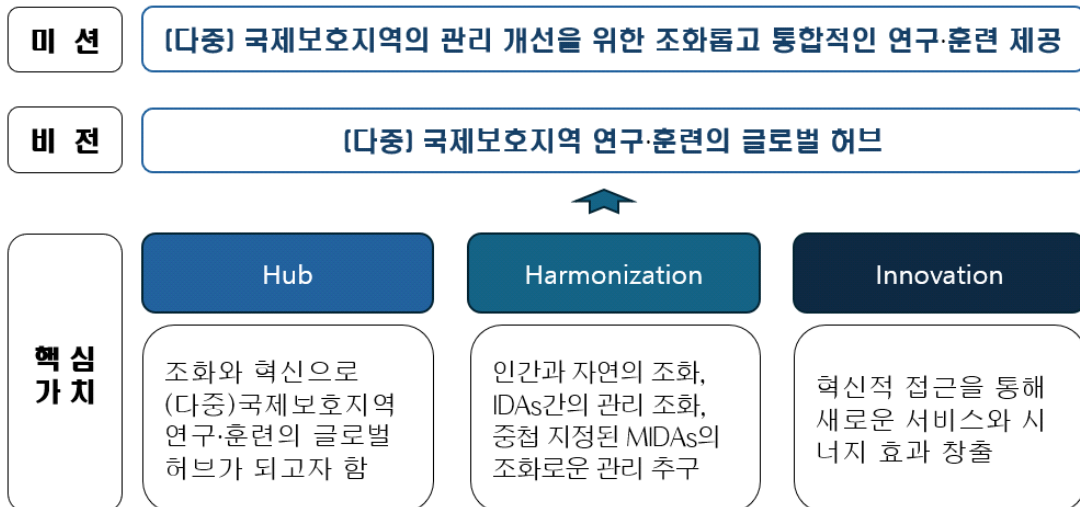 미 션
(다중) 국제보호지역의 관리 개선을 위한 조화롭고 통합적인 연구·훈련 제공
비 전
(다중) 국제보호지역 연구·훈련의 글로벌 허브
핵 심
가 치
Hub
조화와 혁신으로
(다중)국제보호지역
연구·훈련의 글로벌
허브가 되고자 함
Harmonization
인간과 자연의 조화,
IDAs간의 관리 조화,
중첩 지정된 MIDAs의
조화로운 관리 추구
Innovation
혁신적 접근을 통해
새로운 서비스와 시
너지 효과 창출